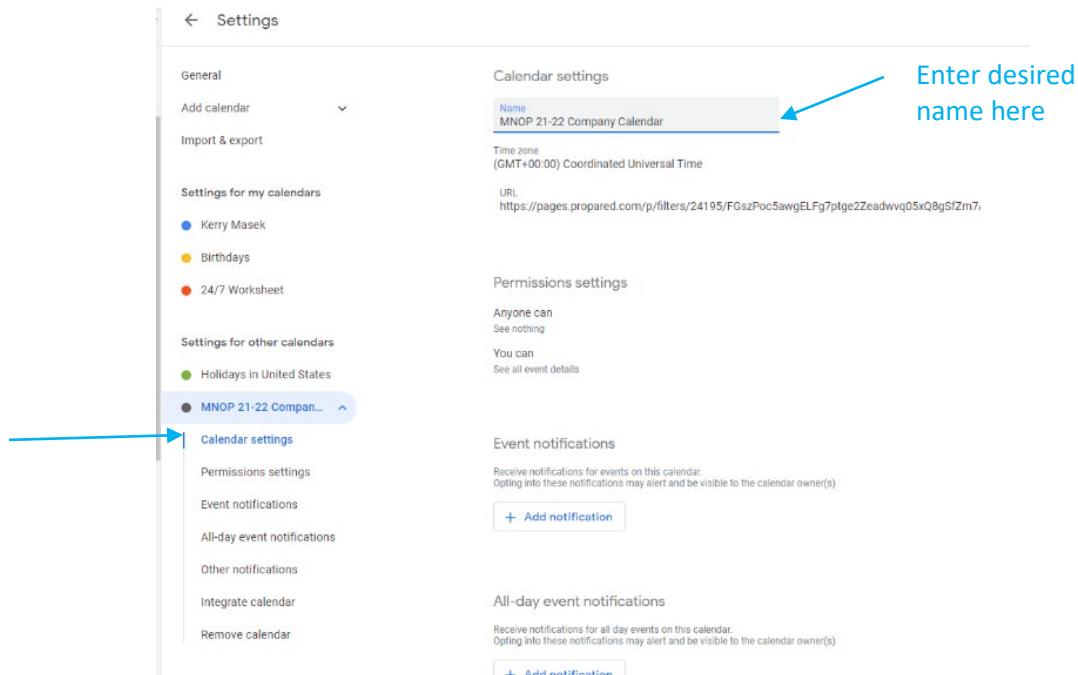 Settings
General
Add calendar
Import & export
Settings for my calendars
Kerry Masek
Birthdays
24/7 Worksheet
Settings for other calendars
Holidays in United States
MNOP 21-22 Compan...
Calendar settings
Permissions settings
Event notifications
All-day event notifications
Other notifications
Integrate calendar
Remove calendar
Calendar settings
Name
MNOP 21-22 Company Calendar
Time zone
(GMT+00:00) Coordinated Universal Time
URL
https://pages.propared.com/p/filters/24195/FGszPoc5awgELFg7ptge2Zeadwvq05xQ8gSfZm7
Permissions settings
Anyone can
See nothing
You can
See all event details
Event notifications
Receive notifications for events on this calendar.
Opting into these notifications may alert and be visible to the calendar owner(s)
+ Add notification
All-day event notifications
Receive notifications for all day events on this calendar.
Opting into these notifications may alert and be visible to the calendar owner(s)
+ Add notification
Enter desired
name here